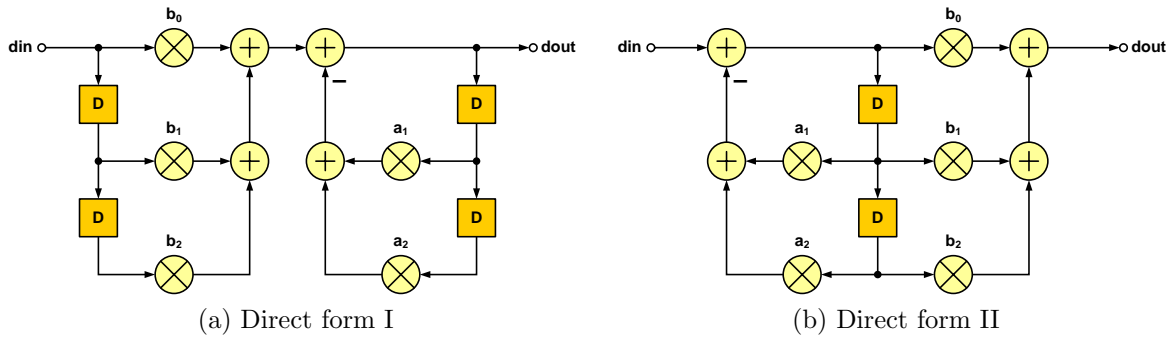 b₀
din
dout
D
b₁
a₁
D
D
b₂
a₂
D
(a) Direct form I
b₀
din
dout
D
a₁
b₁
D
a₂
b₂
(b) Direct form II